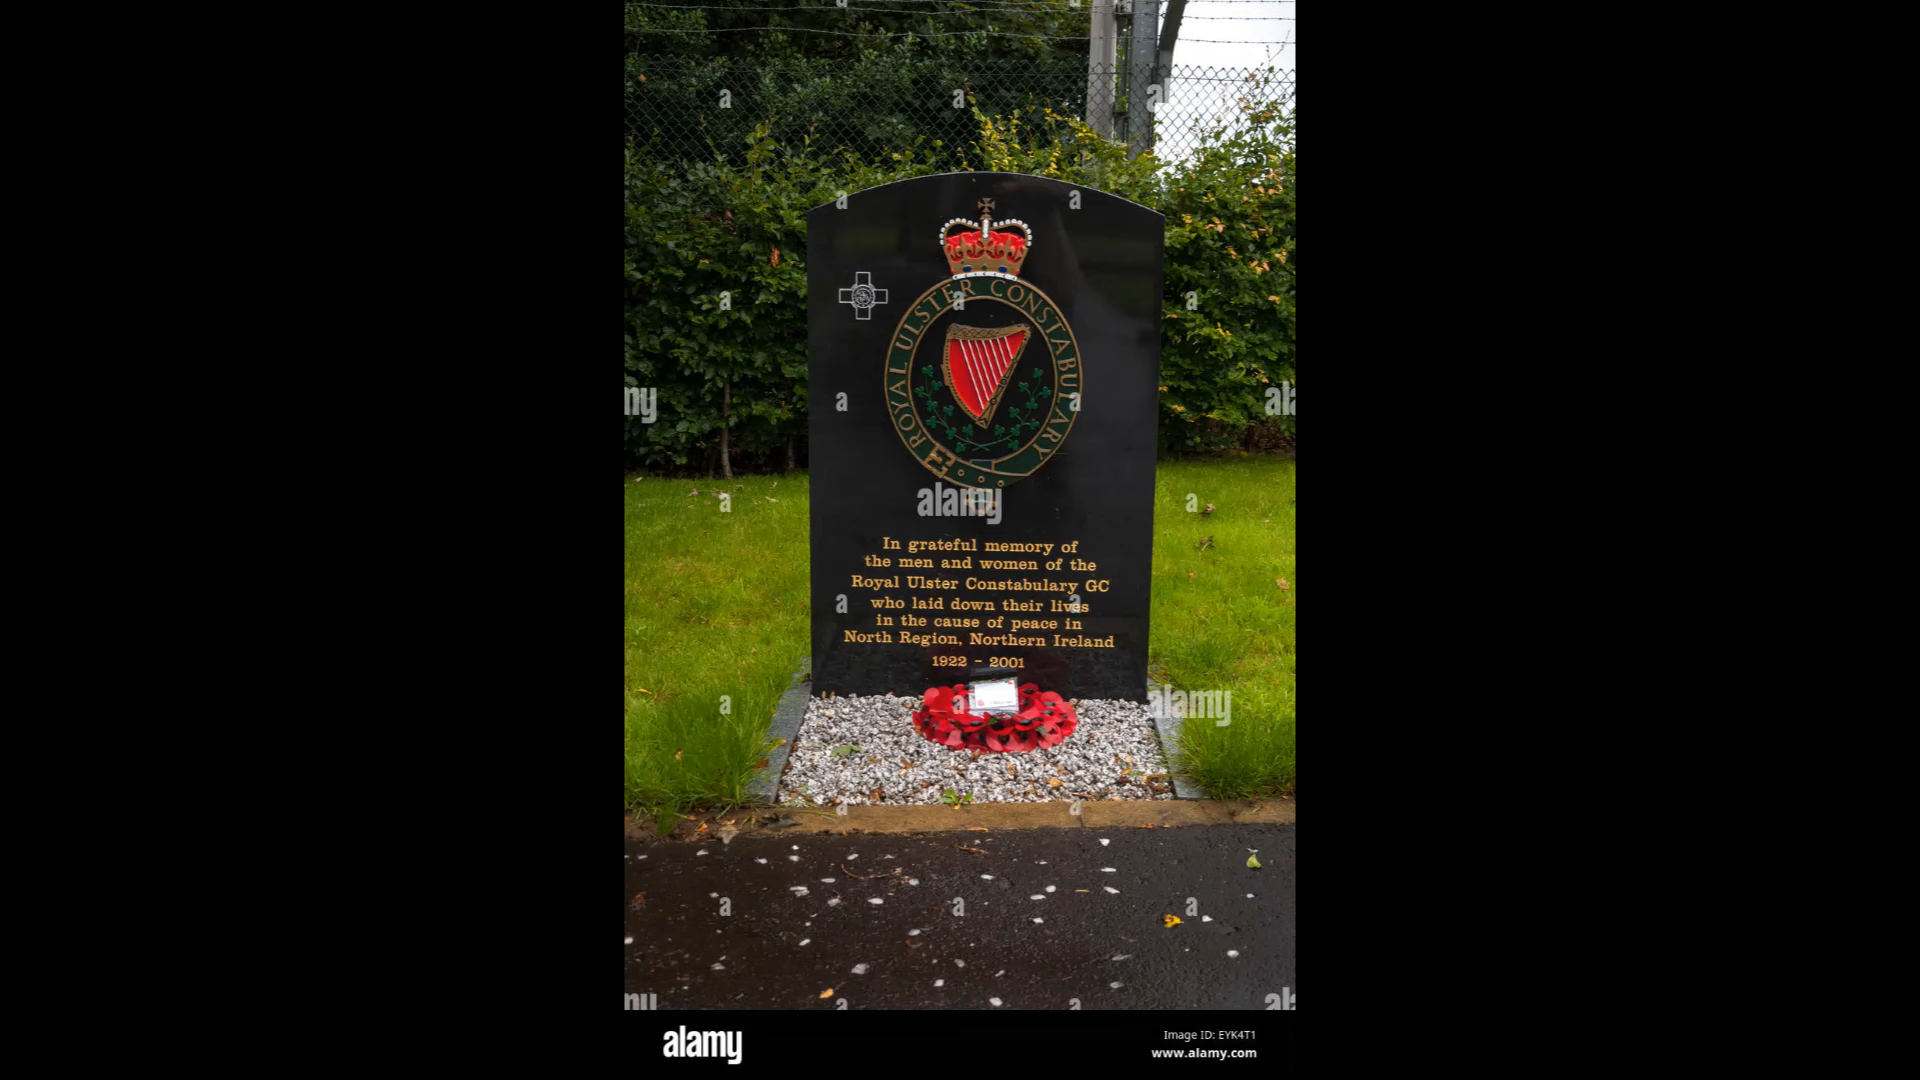 ROYAL ULSTER CONSTABULARY
In grateful memory of
the men and women of the
Royal Ulster Constabulary GC
who laid down their lives
in the cause of peace in
North Region, Northern Ireland
1922 - 2001
alamy
alamy
alamy
Image ID: EYK4T1
www.alamy.com